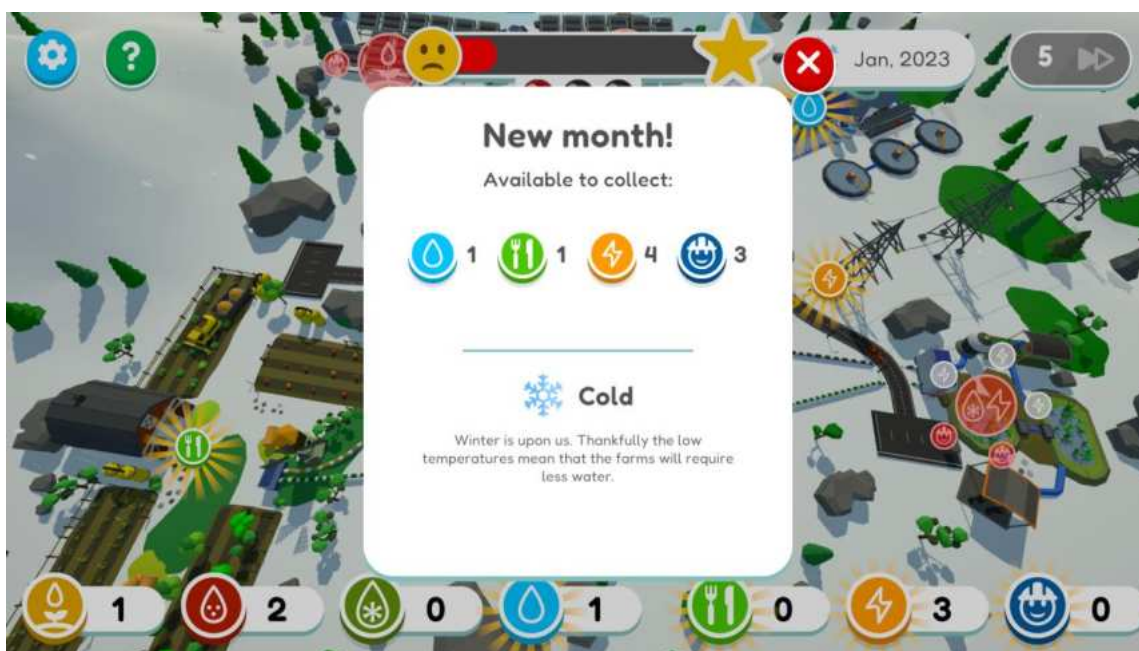 ?
Jan, 2023
5
New month!
Available to collect:
1 1 4 3
Cold
Winter is upon us. Thankfully the low
temperatures mean that the farms will require
less water.
1 2 0 1 0 3 0